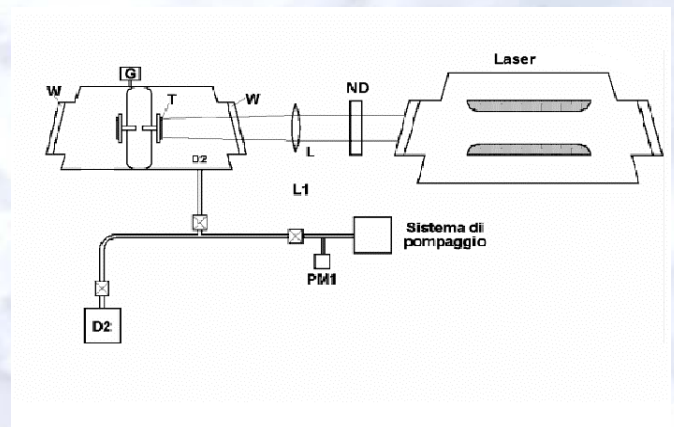 Laser
G
W
T
W
ND
D2
L
L1
Sistema di
pompaggio
PM1
D2